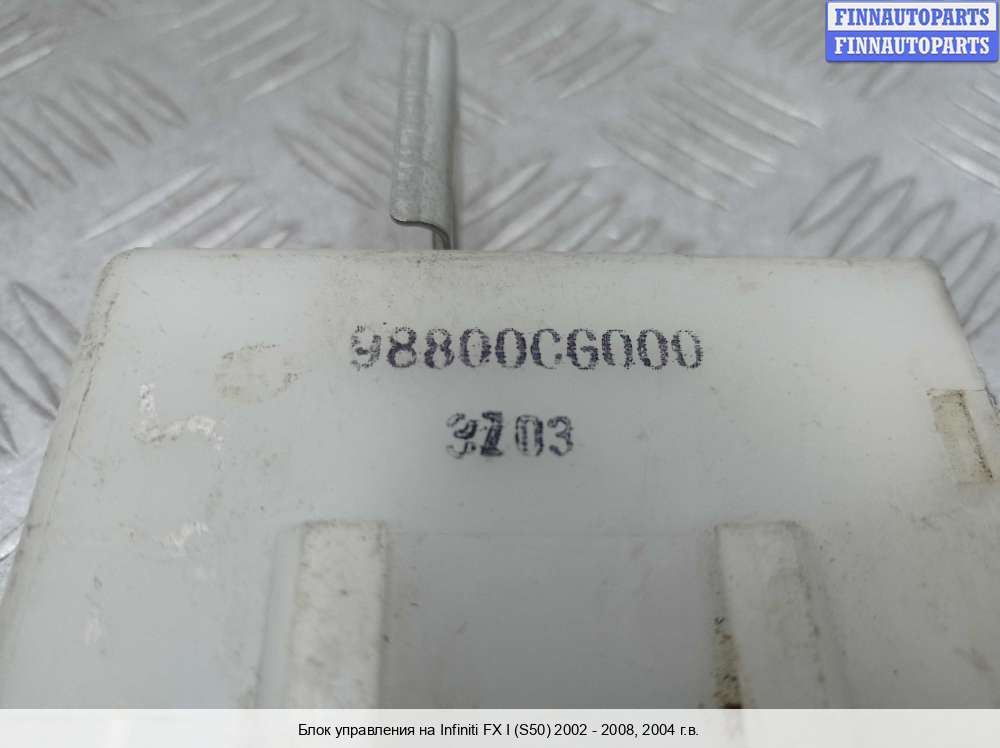 FINNAUTOPARTS
FINNAUTOPARTS
98800CG000
Блок управления на Infiniti FX I (S50) 2002 - 2008, 2004 г.в.